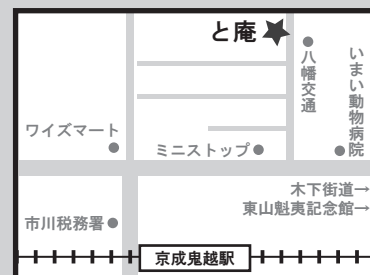 と庵
八幡交通
いまい動物病院
ワイズマート
ミニストップ
木下街道→
東山魁夷記念館→
市川税務署
京成鬼越駅